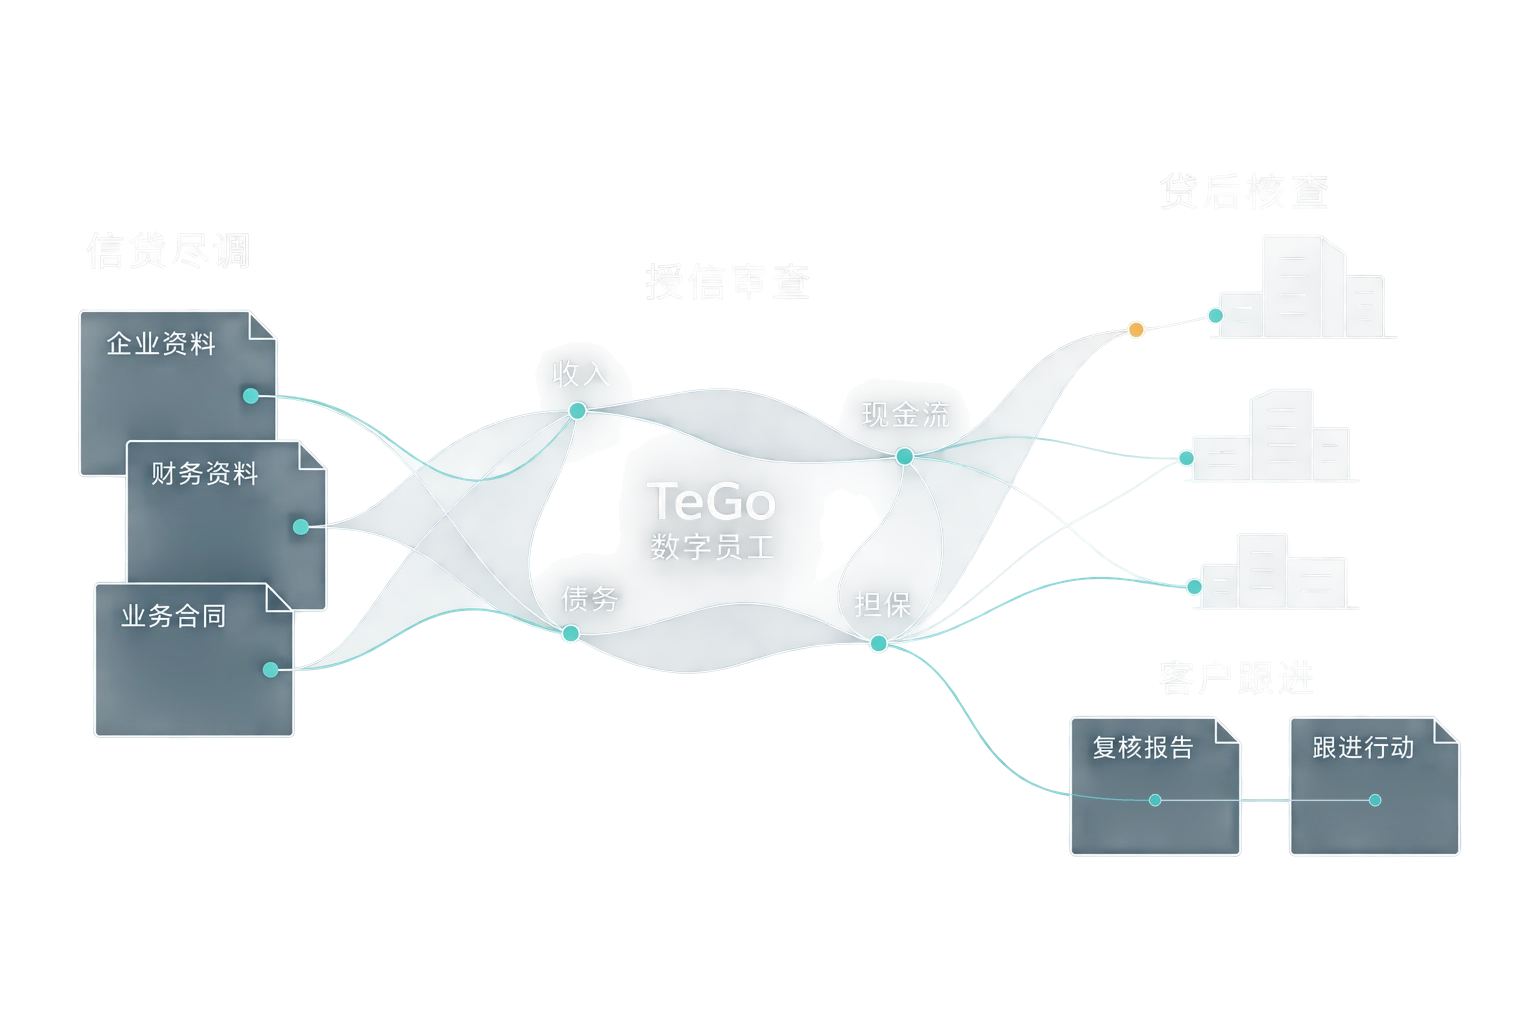 信贷尽调
企业资料
财务资料
业务合同
授信审查
收入
现金流
TeGo
数字员工
债务
担保
贷后核查
客户跟进
复核报告
跟进行动